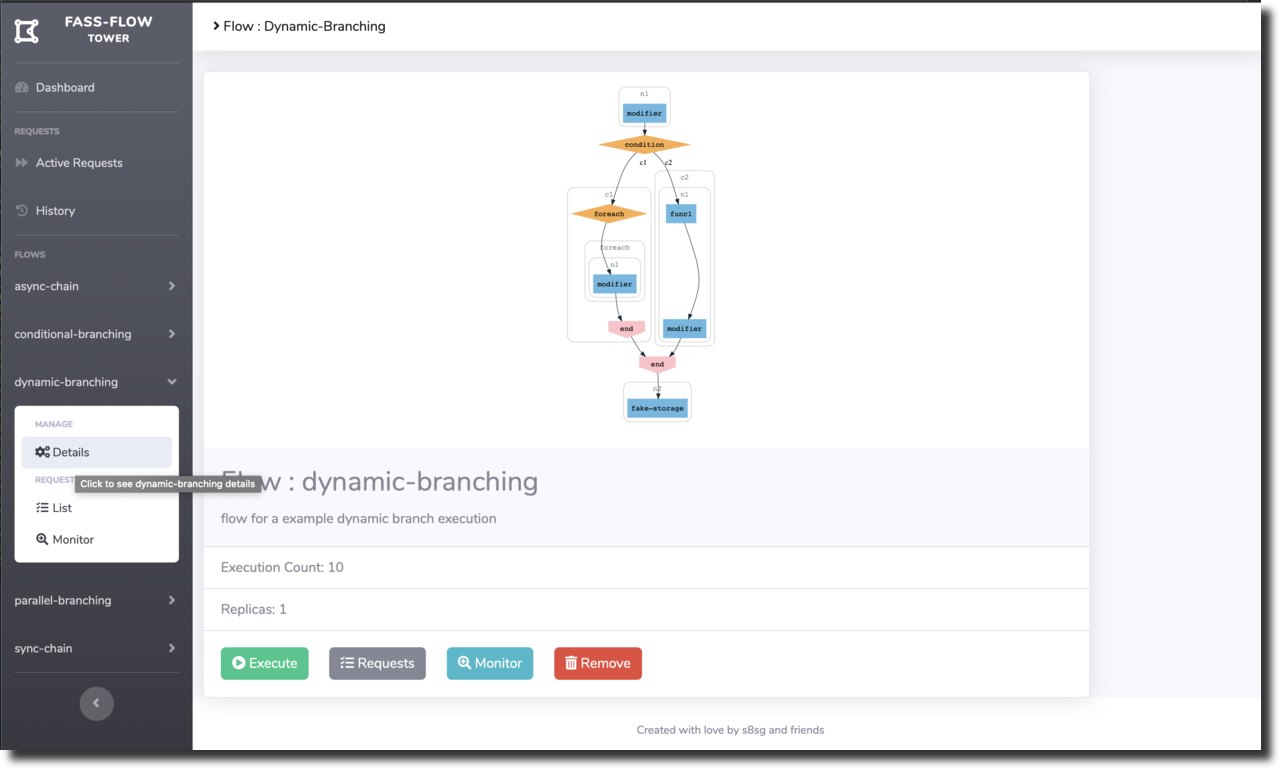 FASS-FLOW
TOWER
Flow : Dynamic-Branching
Dashboard
REQUESTS
Active Requests
History
FLOWS
async-chain
conditional-branching
dynamic-branching
MANAGE
Details
REQUEST
Click to see dynamic-branching details
List
Monitor
parallel-branching
sync-chain
n1
modifier
condition
c1
c2
c2
c1
n1
foreach
func1
foreach
n1
modifier
end
modifier
end
n2
fake-storage
Flow : dynamic-branching
flow for a example dynamic branch execution
Execution Count: 10
Replicas: 1
Execute
Requests
Monitor
Remove
Created with love by s8sg and friends